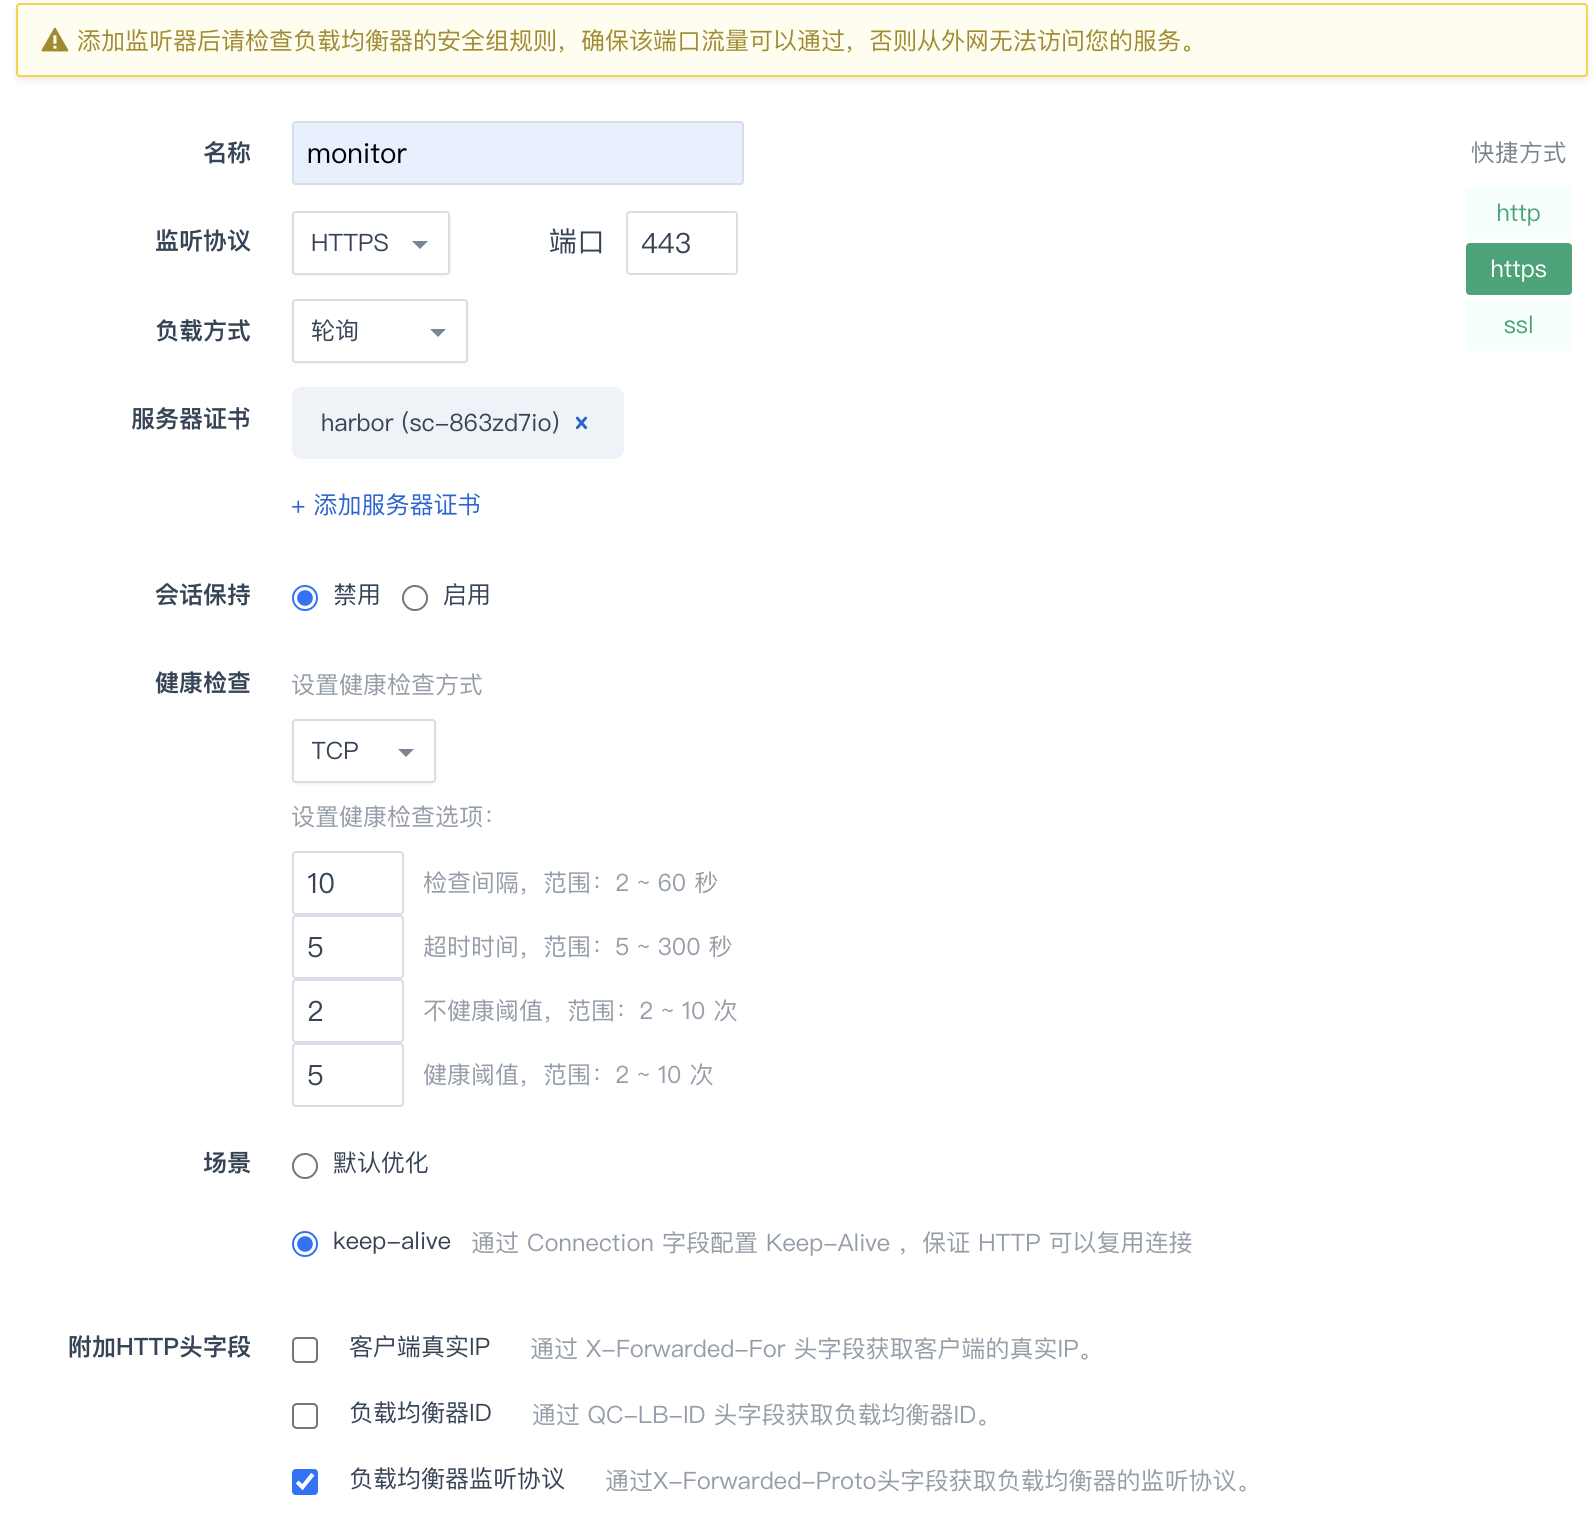 添加监听器后请检查负载均衡器的安全组规则，确保该端口流量可以通过，否则从外网无法访问您的服务。
名称 monitor 快捷方式
http
监听协议 HTTPS 端口 443
https
负载方式 轮询 ssl
服务器证书 harbor (sc-863zd7io) ×
+ 添加服务器证书
会话保持 禁用 启用
健康检查 设置健康检查方式
TCP
设置健康检查选项：
10 检查间隔，范围：2 ~ 60 秒
5 超时时间，范围：5 ~ 300 秒
2 不健康阈值，范围：2 ~ 10 次
5 健康阈值，范围：2 ~ 10 次
场景 默认优化
keep-alive 通过 Connection 字段配置 Keep-Alive ，保证 HTTP 可以复用连接
附加HTTP头字段 客户端真实IP 通过 X-Forwarded-For 头字段获取客户端的真实IP。
负载均衡器ID 通过 QC-LB-ID 头字段获取负载均衡器ID。
负载均衡器监听协议 通过X-Forwarded-Proto头字段获取负载均衡器的监听协议。